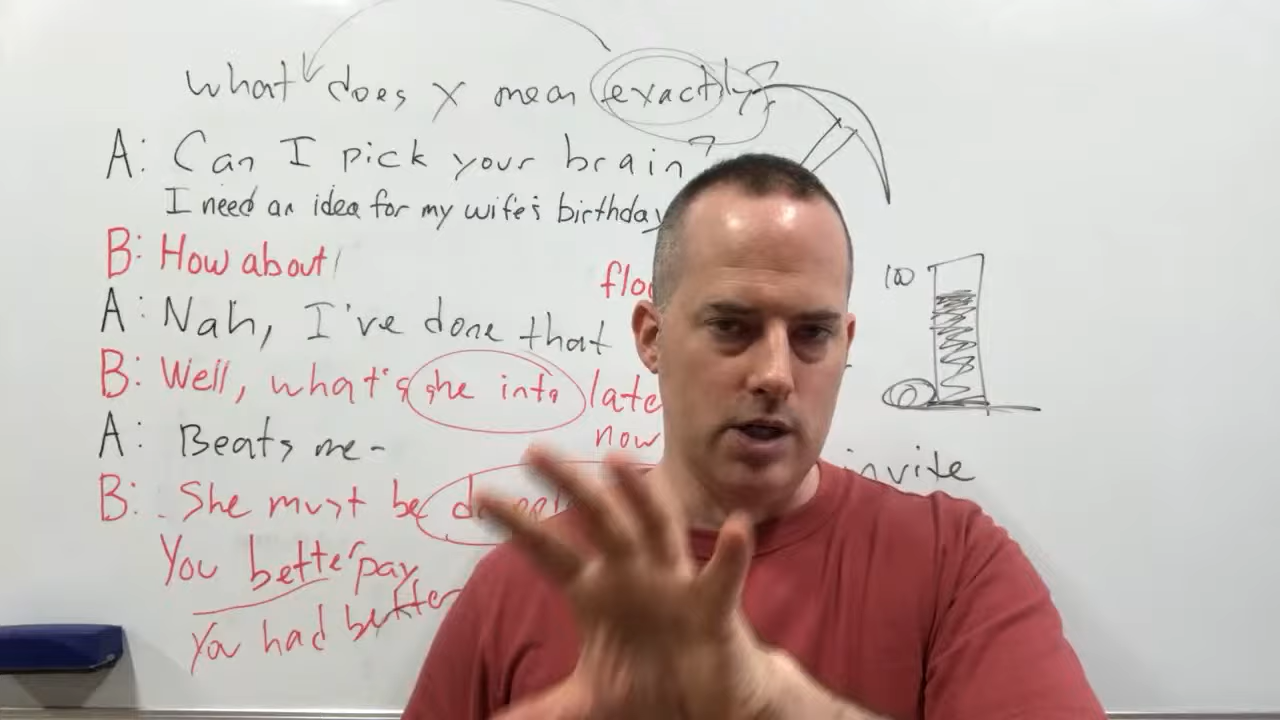 what does x mean exactly?
A: Can I pick your brain?
I need an idea for my wife's birthday
B: How about
floo
A: Nah, I've done that
100
B: Well, what's she into late
now
A: Beats me-
invite
B: She must be
You better pay
You had better